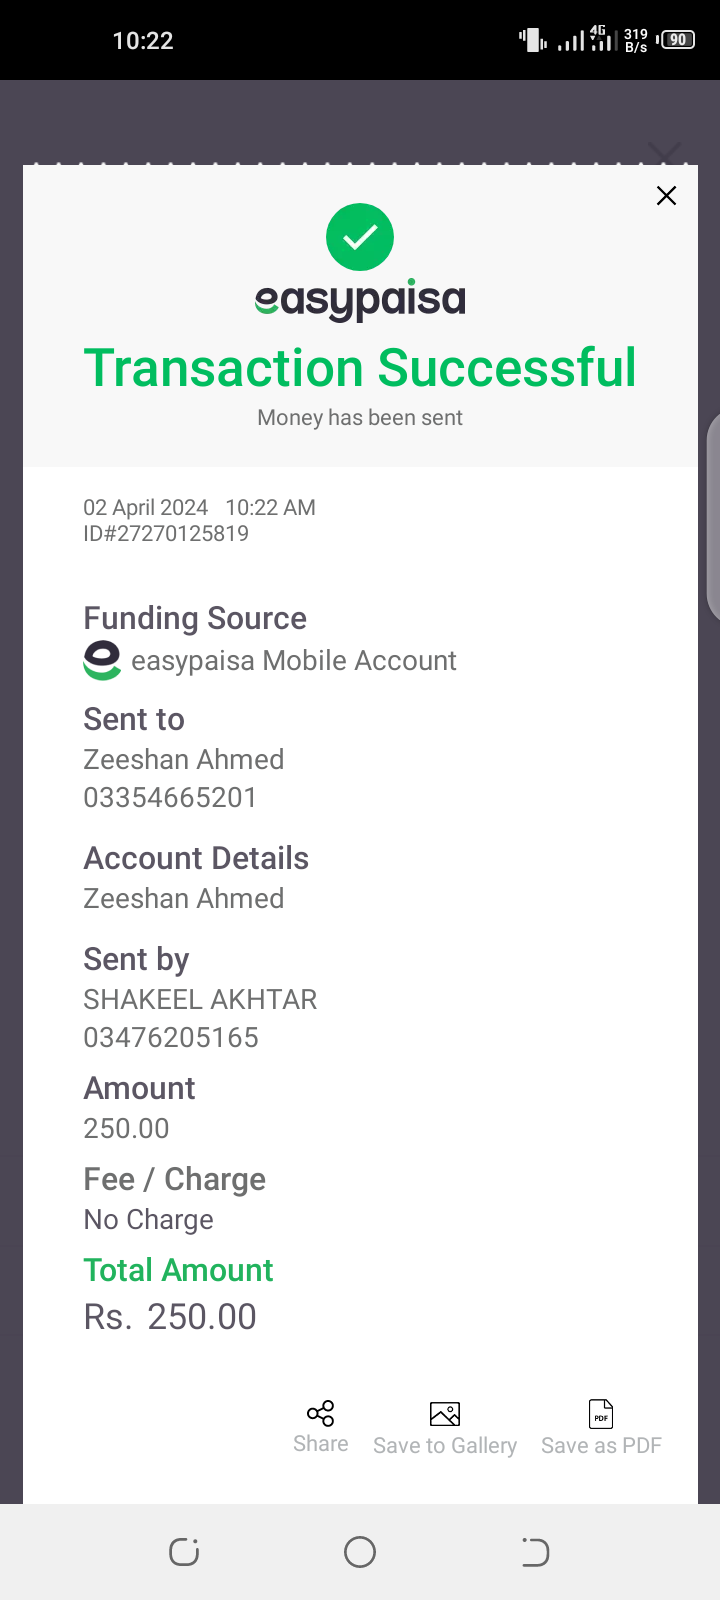 10:22
4G
319
B/s
90
easypaisa
Transaction Successful
Money has been sent
02 April 2024 10:22 AM
ID#27270125819
Funding Source
easypaisa Mobile Account
Sent to
Zeeshan Ahmed
03354665201
Account Details
Zeeshan Ahmed
Sent by
SHAKEEL AKHTAR
03476205165
Amount
250.00
Fee / Charge
No Charge
Total Amount
Rs. 250.00
PDF
Share
Save to Gallery
Save as PDF